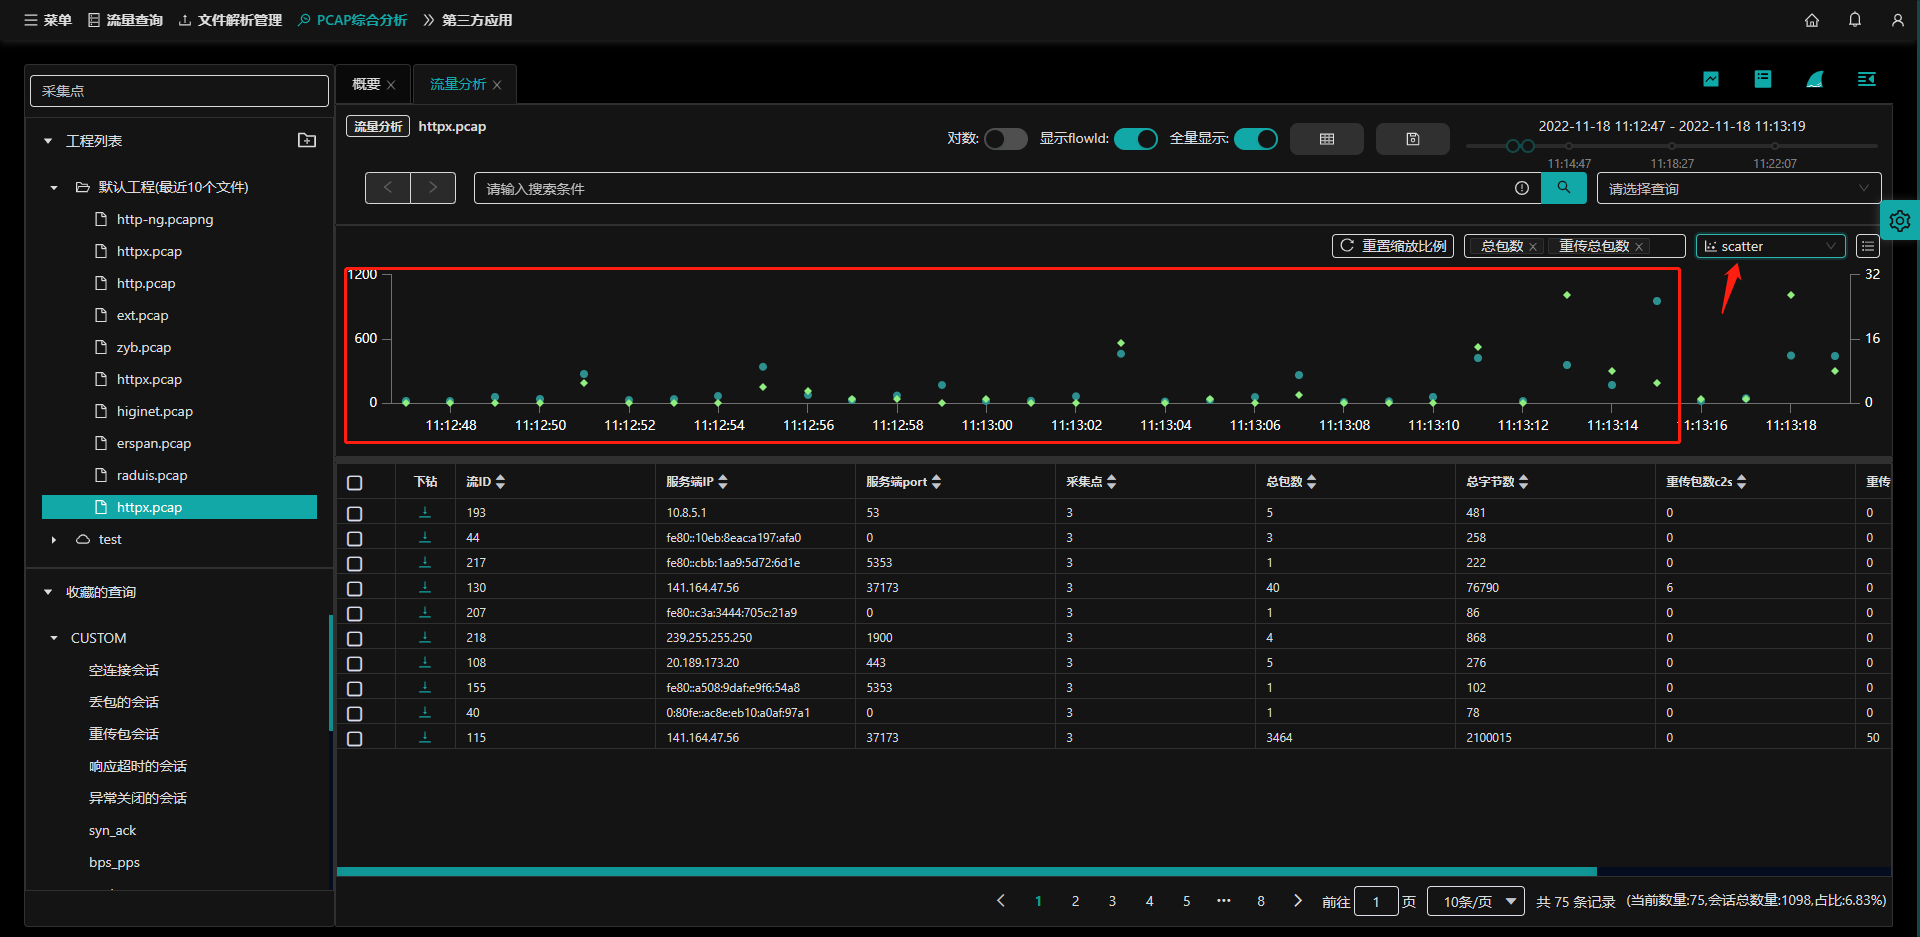 菜单 流量查询 文件解析管理 PCAP综合分析 第三方应用
采集点
工程列表
默认工程(最近10个文件)
http-ng.pcapng
httpx.pcap
http.pcap
ext.pcap
zyb.pcap
httpx.pcap
higinet.pcap
erspan.pcap
raduis.pcap
httpx.pcap
test
收藏的查询
CUSTOM
空连接会话
丢包的会话
重传包会话
响应超时的会话
异常关闭的会话
syn_ack
bps_pps
概要 流量分析
流量分析 httpx.pcap
对数: 显示flowId: 全量显示:
2022-11-18 11:12:47 - 2022-11-18 11:13:19
11:14:47 11:18:27 11:22:07
请输入搜索条件 请选择查询
重置缩放比例 总包数 重传总包数 scatter
1200 32
600 16
0 0
11:12:48 11:12:50 11:12:52 11:12:54 11:12:56 11:12:58 11:13:00 11:13:02 11:13:04 11:13:06 11:13:08 11:13:10 11:13:12 11:13:14 11:13:16 11:13:18
下钻 流ID 服务端IP 服务端port 采集点 总包数 总字节数 重传包数c2s 重传
193 10.8.5.1 53 3 5 481 0 0
44 fe80::10eb:8eac:a197:afa0 0 3 3 258 0 0
217 fe80::cbb:1aa9:5d72:6d1e 5353 3 1 222 0 0
130 141.164.47.56 37173 3 40 76790 6 0
207 fe80::c3a:3444:705c:21a9 0 3 1 86 0 0
218 239.255.255.250 1900 3 4 868 0 0
108 20.189.173.20 443 3 5 276 0 0
155 fe80::a508:9daf:e9f6:54a8 5353 3 1 102 0 0
40 0:80fe::ac8e:eb10:a0af:97a1 0 3 1 78 0 0
115 141.164.47.56 37173 3 3464 2100015 0 50
1 2 3 4 5 ••• 8 前往 1 页 10条/页 共 75 条记录 (当前数量:75,会话总数量:1098,占比:6.83%)